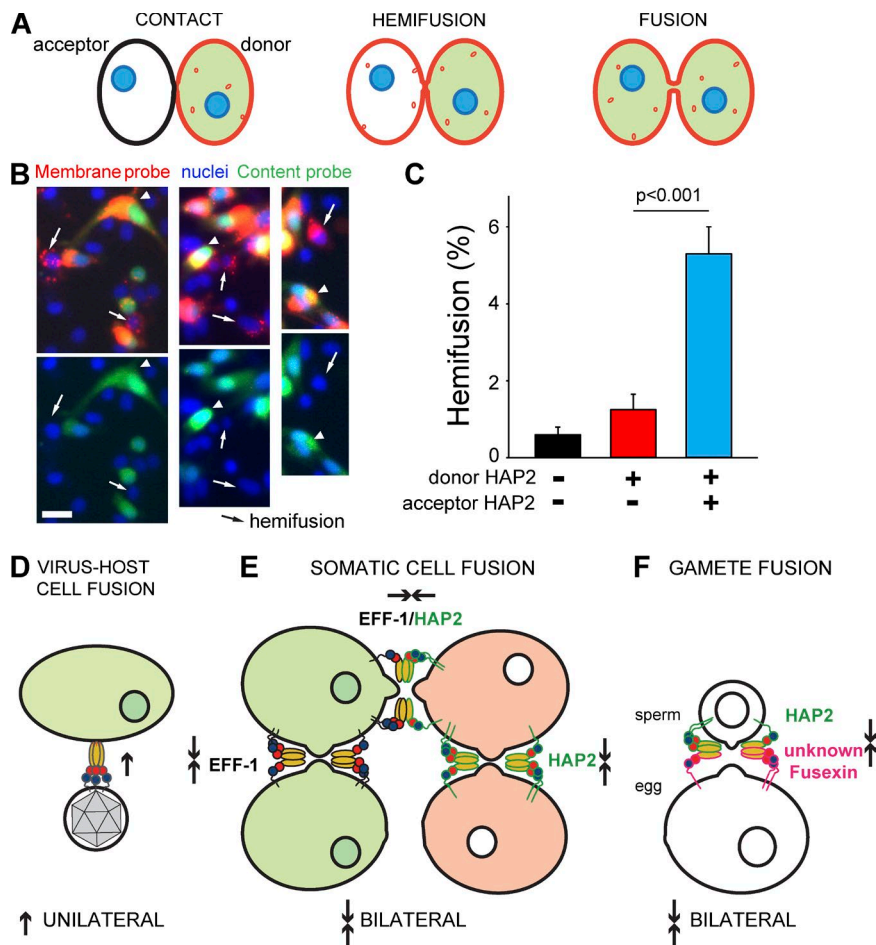 A
CONTACT
HEMIFUSION
FUSION
acceptor
donor
B
Membrane probe nuclei Content probe
hemifusion
C
p<0.001
6
4
2
0
Hemifusion (%)
donor HAP2 - + +
acceptor HAP2 - - +
D VIRUS-HOST
CELL FUSION
E SOMATIC CELL FUSION
EFF-1/HAP2
EFF-1
HAP2
F GAMETE FUSION
sperm
HAP2
unknown
Fusexin
egg
UNILATERAL
BILATERAL
BILATERAL